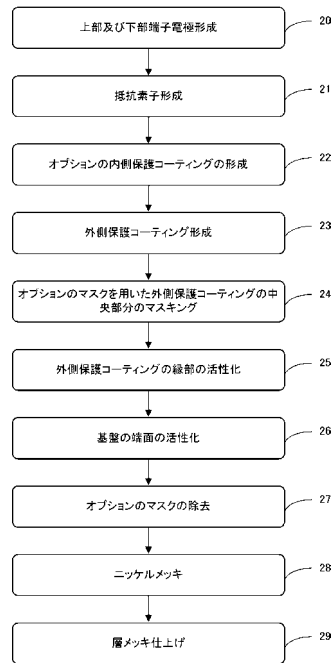 上部及び下部端子電極形成
20
抵抗素子形成
21
オプションの内側保護コーティングの形成
22
外側保護コーティング形成
23
オプションのマスクを用いた外側保護コーティングの中
央部分のマスキング
24
外側保護コーティングの縁部の活性化
25
基盤の端面の活性化
26
オプションのマスクの除去
27
ニッケルメッキ
28
層メッキ仕上げ
29